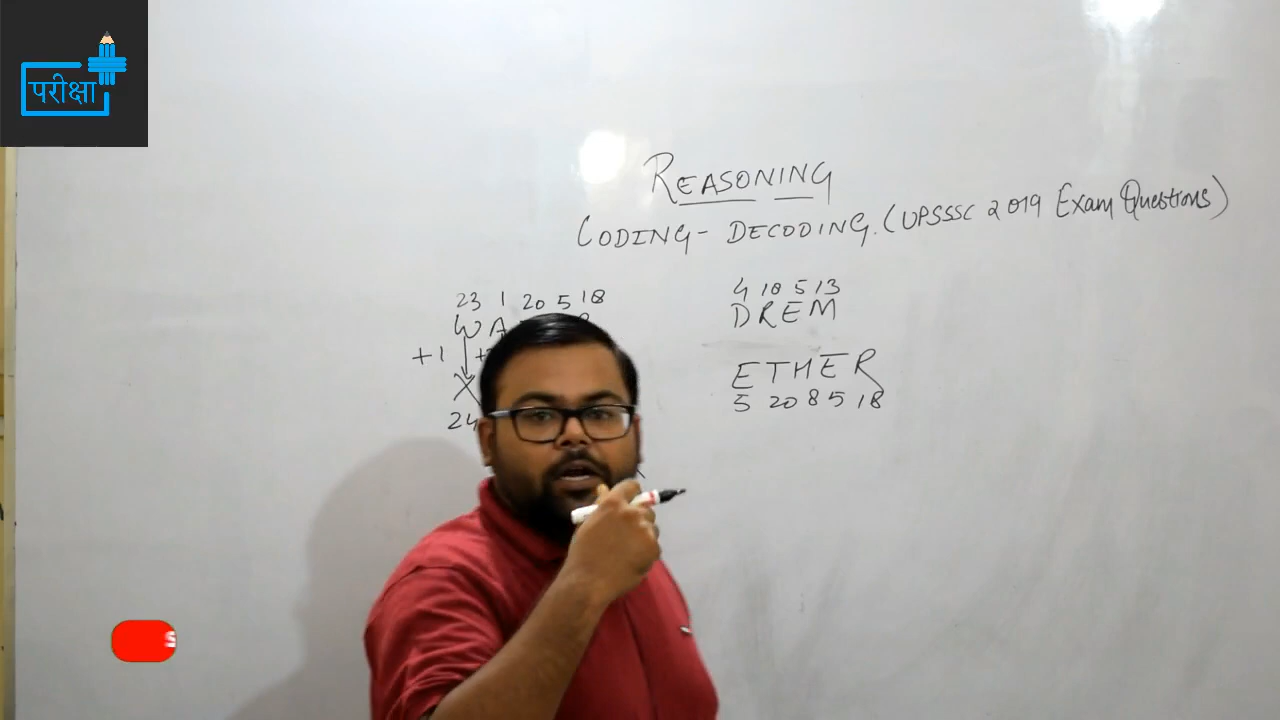 परीक्षा
REASONING
CODING - DECODING. (UPSSSC 2019 Exam Questions)
23 1 20 5 18
W A
+1
X
24
4 18 5 13
DREM
ETHER
5 20 8 5 18
S